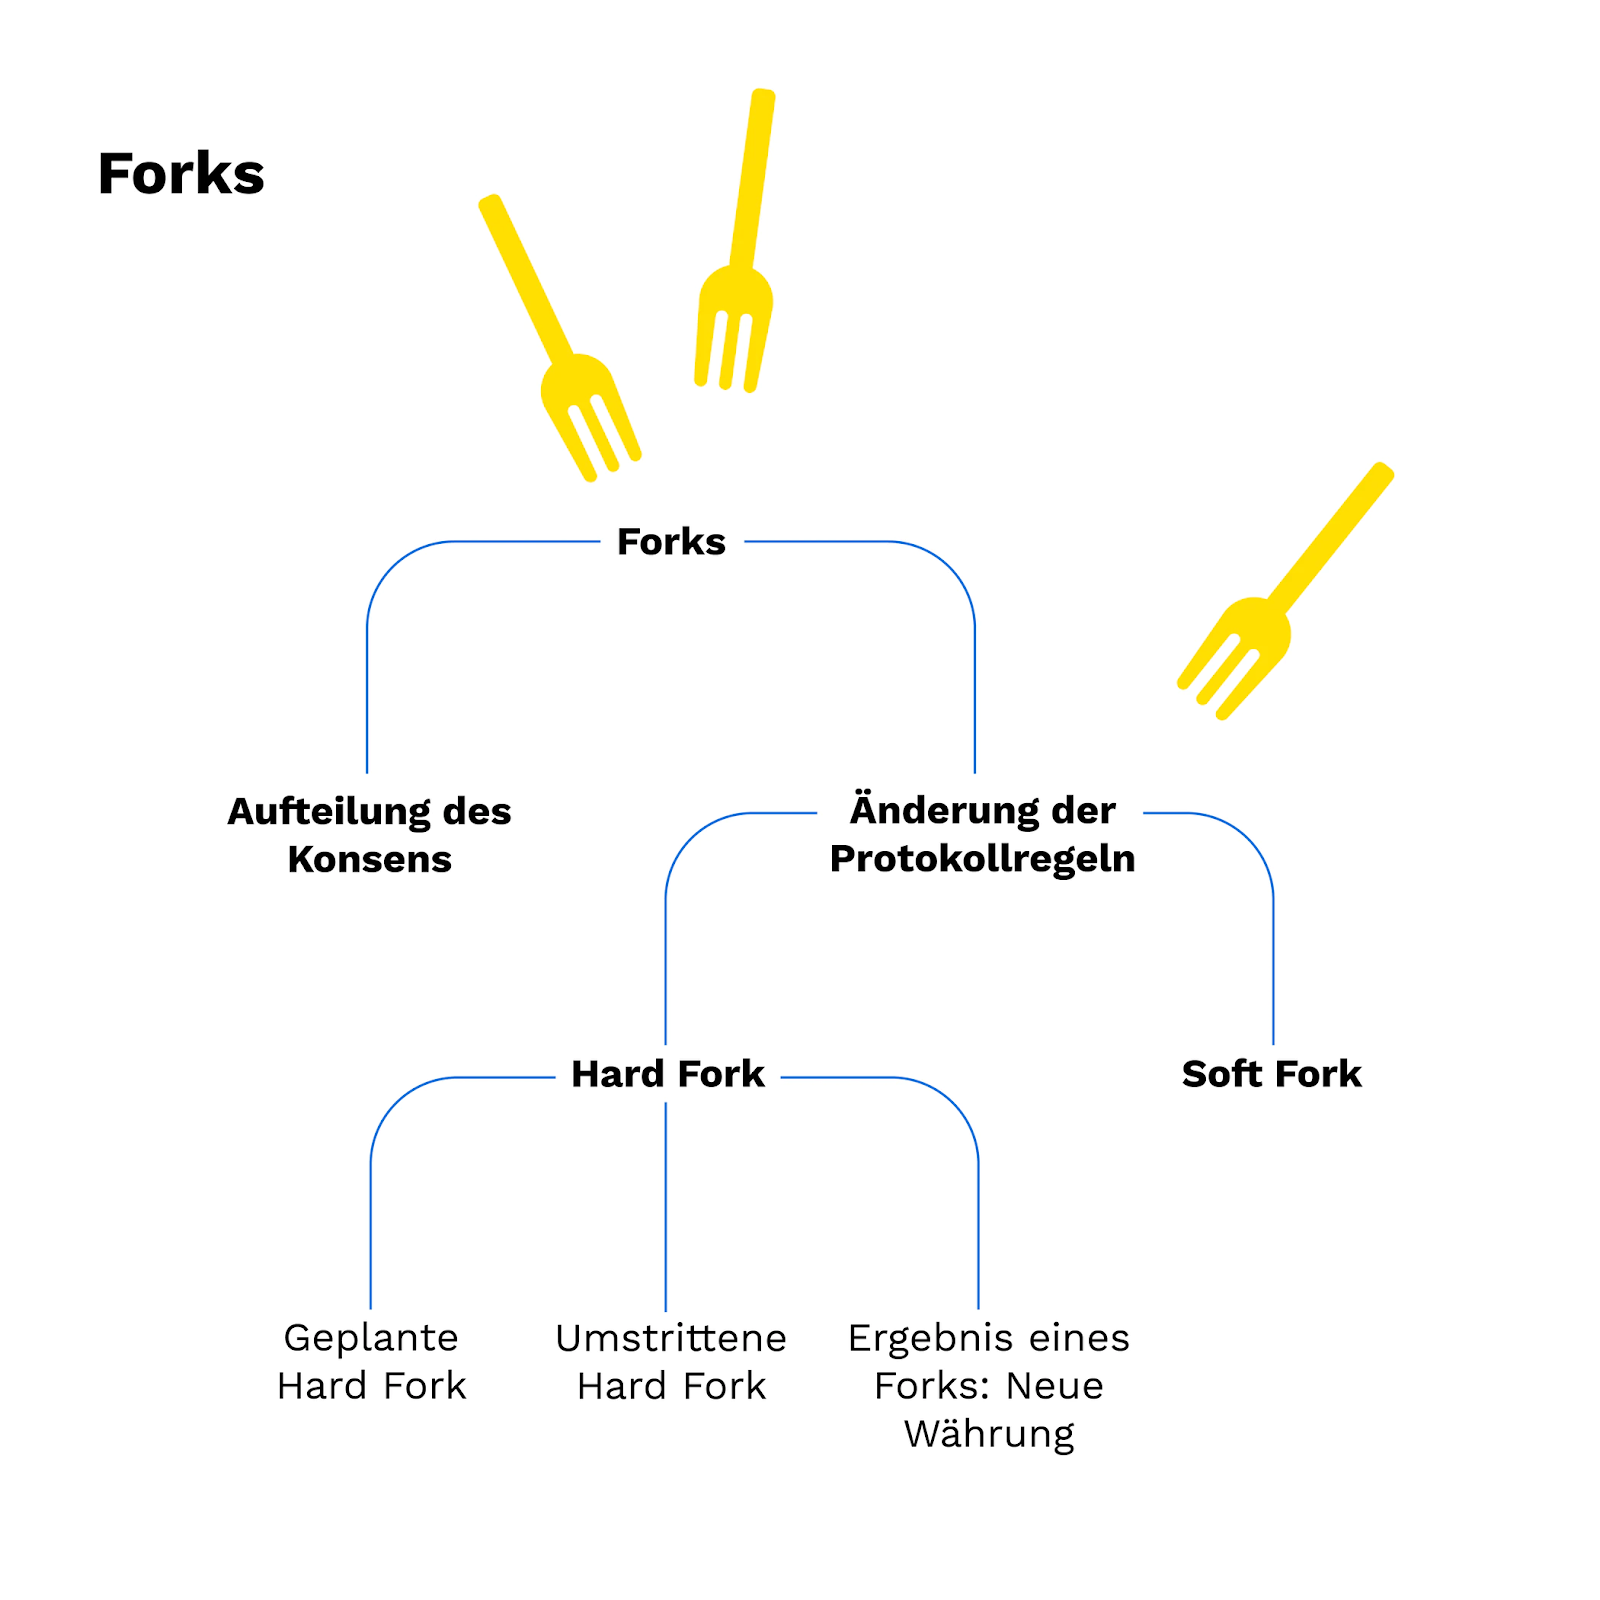 Forks
Forks
Aufteilung des
Konsens
Änderung der
Protokollregeln
Hard Fork
Soft Fork
Geplante
Hard Fork
Umstrittene
Hard Fork
Ergebnis eines
Forks: Neue
Währung